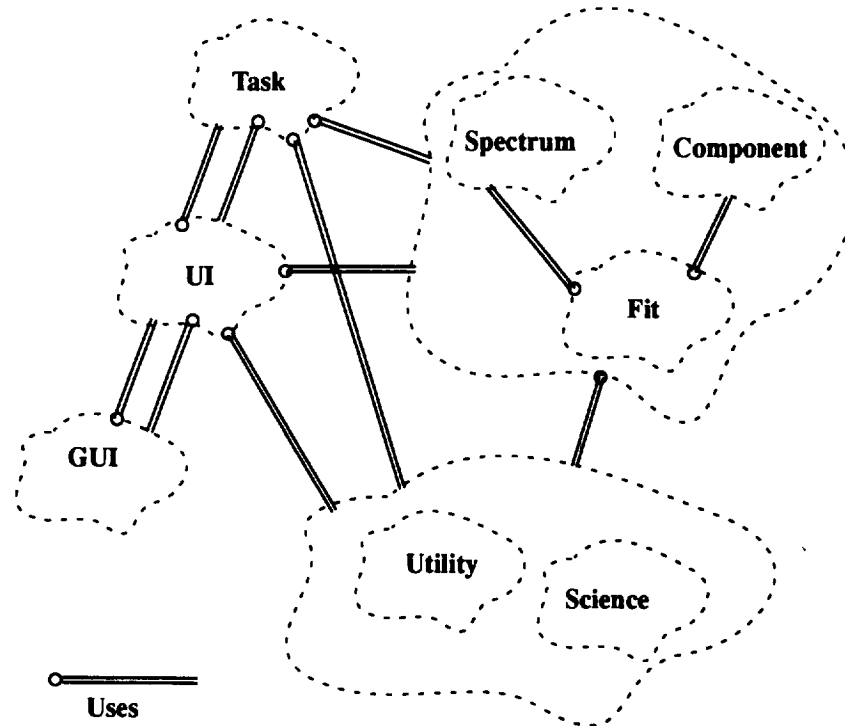 Task
Spectrum
Component
UI
Fit
GUI
Utility
Science
Uses